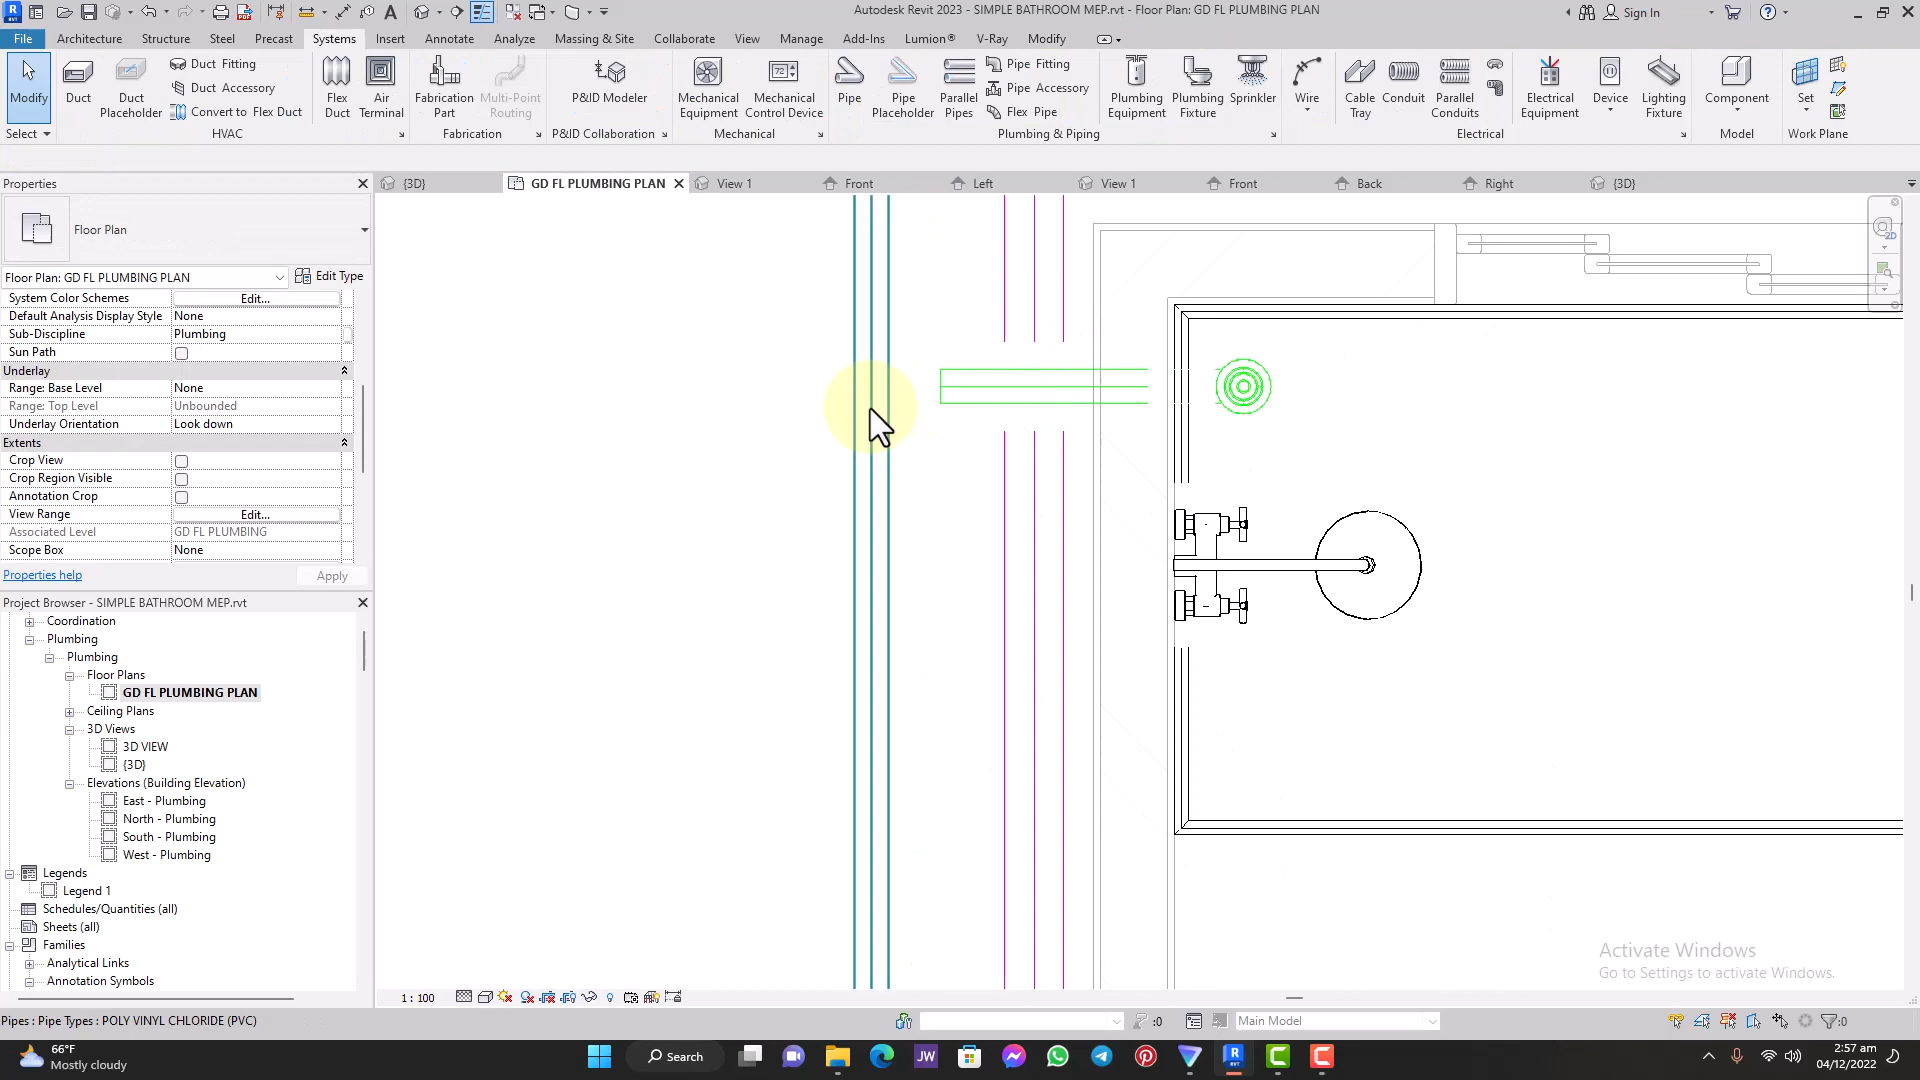 Autodesk Revit 2023 - SIMPLE BATHROOM MEP.rvt - Floor Plan: GD FL PLUMBING PLAN
Sign In
File Architecture Structure Steel Precast Systems Insert Annotate Analyze Massing & Site Collaborate View Manage Add-Ins Lumion® V-Ray Modify
Modify
Select
Duct
Duct Placeholder
Duct Fitting
Duct Accessory
Convert to Flex Duct
Flex Duct
Air Terminal
HVAC
Fabrication Part
Multi-Point Routing
Fabrication
P&ID Modeler
P&ID Collaboration
Mechanical Equipment
Mechanical Control Device
Mechanical
Pipe
Pipe Placeholder
Parallel Pipes
Pipe Fitting
Pipe Accessory
Flex Pipe
Plumbing Equipment
Plumbing Fixture
Sprinkler
Plumbing & Piping
Wire
Cable Tray
Conduit
Parallel Conduits
Electrical Equipment
Device
Lighting Fixture
Electrical
Component
Model
Set
Work Plane
Properties
{3D} GD FL PLUMBING PLAN View 1 Front Left View 1 Front Back Right {3D}
Floor Plan
Floor Plan: GD FL PLUMBING PLAN Edit Type
System Color Schemes Edit...
Default Analysis Display Style None
Sub-Discipline Plumbing
Sun Path
Underlay
Range: Base Level None
Range: Top Level Unbounded
Underlay Orientation Look down
Extents
Crop View
Crop Region Visible
Annotation Crop
View Range Edit...
Associated Level GD FL PLUMBING
Scope Box None
Properties help Apply
Project Browser - SIMPLE BATHROOM MEP.rvt
Coordination
Plumbing
Plumbing
Floor Plans
GD FL PLUMBING PLAN
Ceiling Plans
3D Views
3D VIEW
{3D}
Elevations (Building Elevation)
East - Plumbing
North - Plumbing
South - Plumbing
West - Plumbing
Legends
Legend 1
Schedules/Quantities (all)
Sheets (all)
Families
Analytical Links
Annotation Symbols
Activate Windows
Go to Settings to activate Windows.
1 : 100
Pipes : Pipe Types : POLY VINYL CHLORIDE (PVC)
:0
Main Model
:0
66°F
Mostly cloudy
Search
2:57 am
04/12/2022